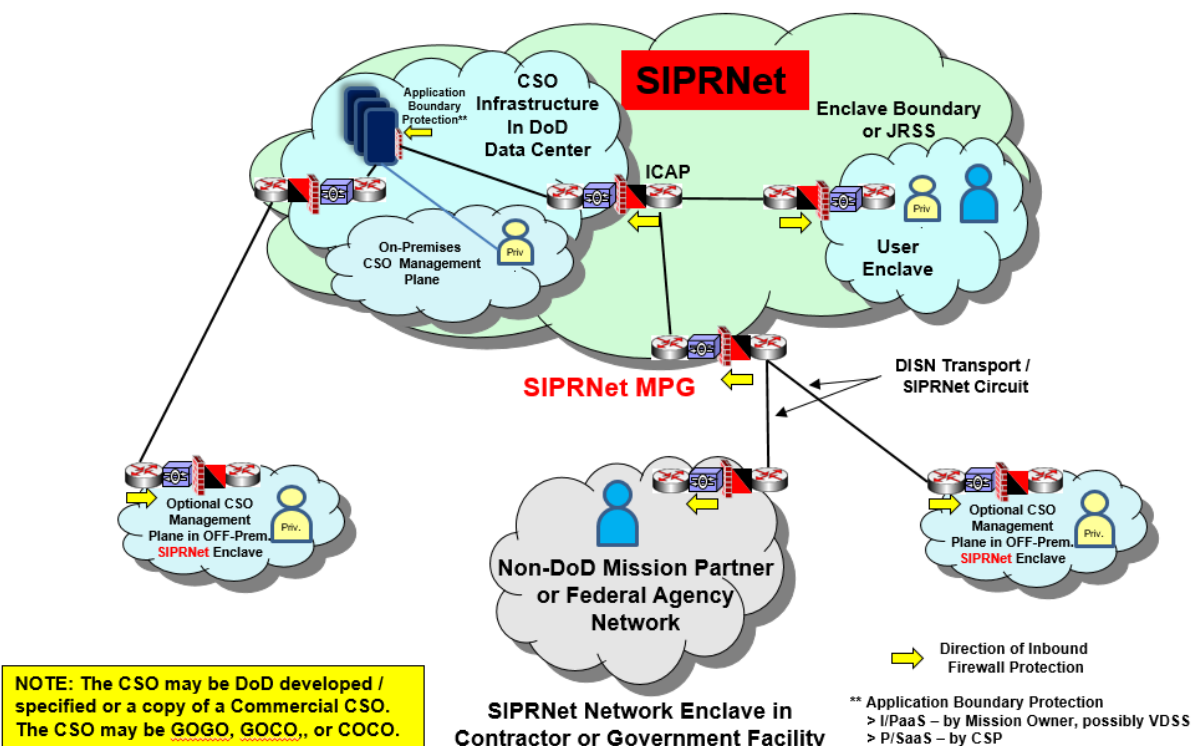 SIPRNet
CSO
Infrastructure
In DoD
Data Center
Application
Boundary
Protection**
Enclave Boundary
or JRSS
ICAP
Priv
User
Enclave
On-Premises
CSO Management
Plane
Priv
SIPRNet MPG
DISN Transport /
SIPRNet Circuit
Optional CSO
Management
Plane in OFF-Prem.
SIPRNet Enclave
Priv.
Non-DoD Mission Partner
or Federal Agency
Network
Optional CSO
Management
Plane in OFF-Prem.
SIPRNet Enclave
Priv.
Direction of Inbound
Firewall Protection
NOTE: The CSO may be DoD developed /
specified or a copy of a Commercial CSO.
The CSO may be GOGO, GOCO,, or COCO.
SIPRNet Network Enclave in
Contractor or Government Facility
** Application Boundary Protection
> I/PaaS – by Mission Owner, possibly VDSS
> P/SaaS – by CSP